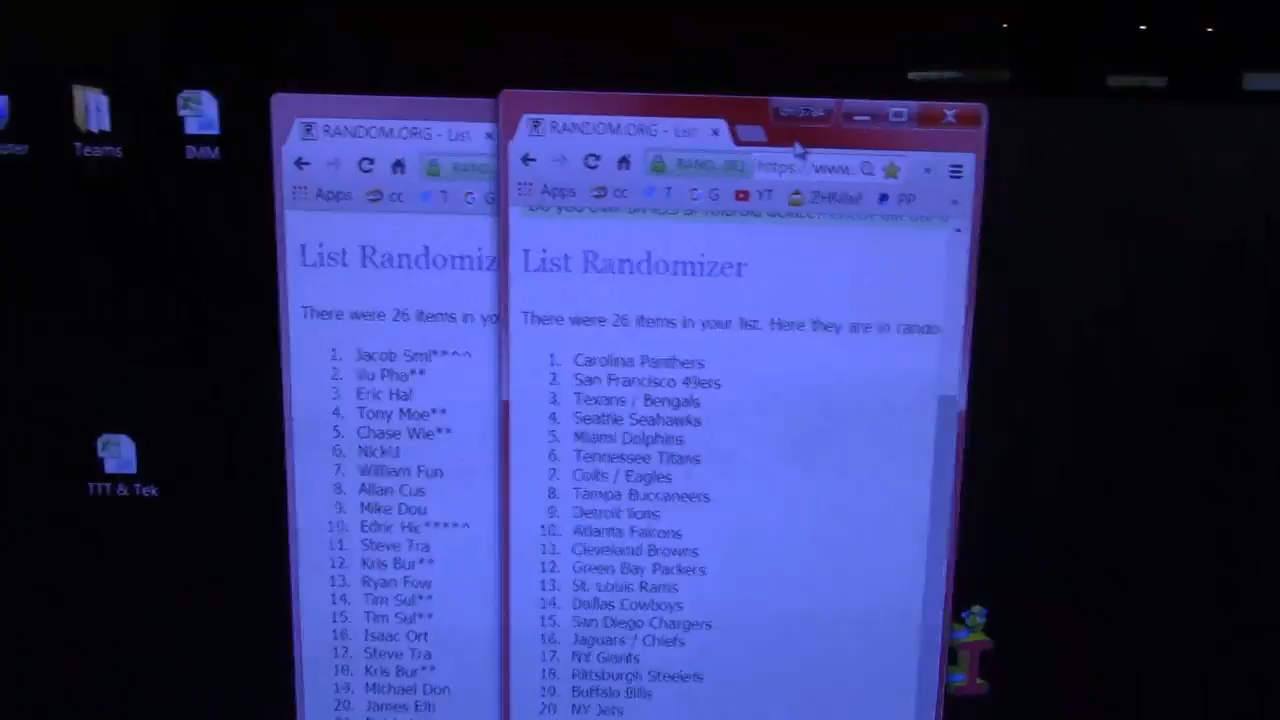 Teams
IMM
TTT & Tek
RANDOM.ORG - List
RANDOM.ORG - List
https://www.
Apps
cc
T
G
G
Apps
cc
T
G
YT
PP
List Randomiz
There were 26 items in yo
1. Jacob Smi**^^^
2. Vu Pha**
3. Eric Hal
4. Tony Moe**
5. Chase Wie**
6. NickU
7. William Fun
8. Allan Cus
9. Mike Dou
10. Edric Hic*****^
11. Steve Tra
12. Kris Bur**
13. Ryan Fow
14. Tim Sul**
15. Tim Sul**
16. Isaac Ort
17. Steve Tra
18. Kris Bur**
19. Michael Don
20. James Elli
List Randomizer
There were 26 items in your list. Here they are in rando
1. Carolina Panthers
2. San Francisco 49ers
3. Texans / Bengals
4. Seattle Seahawks
5. Miami Dolphins
6. Tennessee Titans
7. Colts / Eagles
8. Tampa Buccaneers
9. Detroit lions
10. Atlanta Falcons
11. Cleveland Browns
12. Green Bay Packers
13. St. Louis Rams
14. Dallas Cowboys
15. San Diego Chargers
16. Jaguars / Chiefs
17. NY Giants
18. Pittsburgh Steelers
19. Buffalo Bills
20. NY Jets